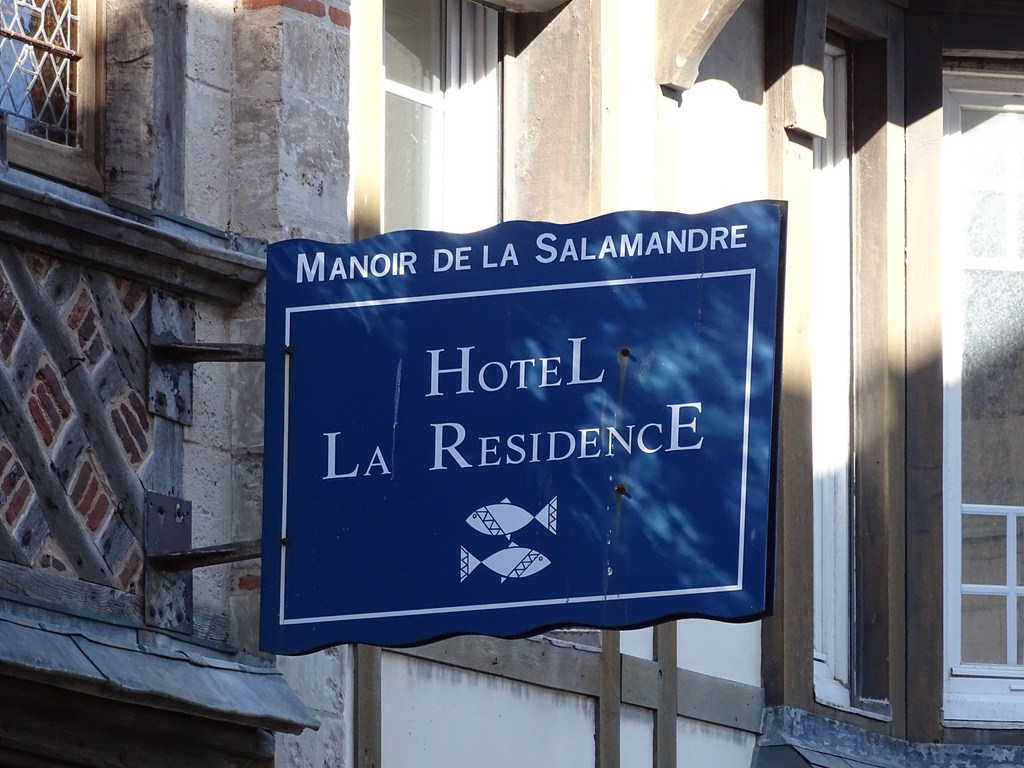 MANOIR DE LA SALAMANDRE
HOTEL
LA RESIDENCE